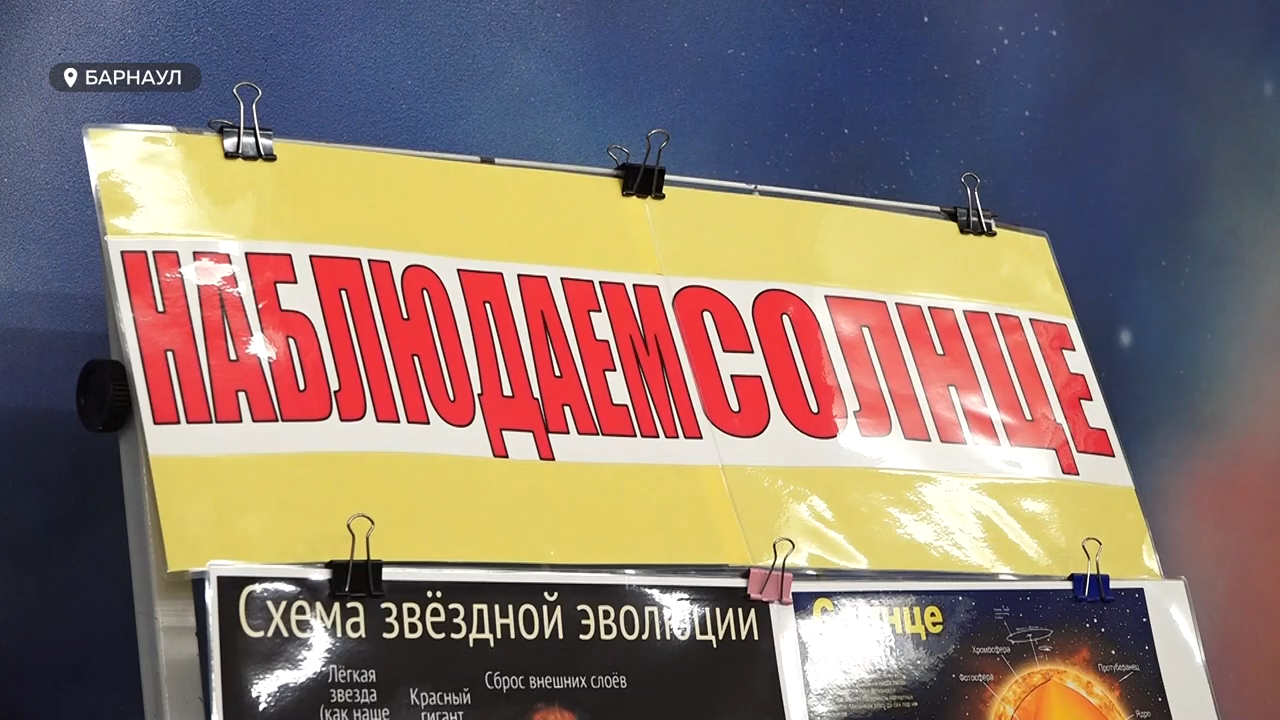 БАРНАУЛ
НАБЛЮДАЕМ СОЛНЦЕ
Схема звёздной эволюции
Солнце
Лёгкая
звезда
(как наше
Красный
гигант
Сброс внешних слоёв
Хромосфера
Фотосфера
Протуберанец
Ядро